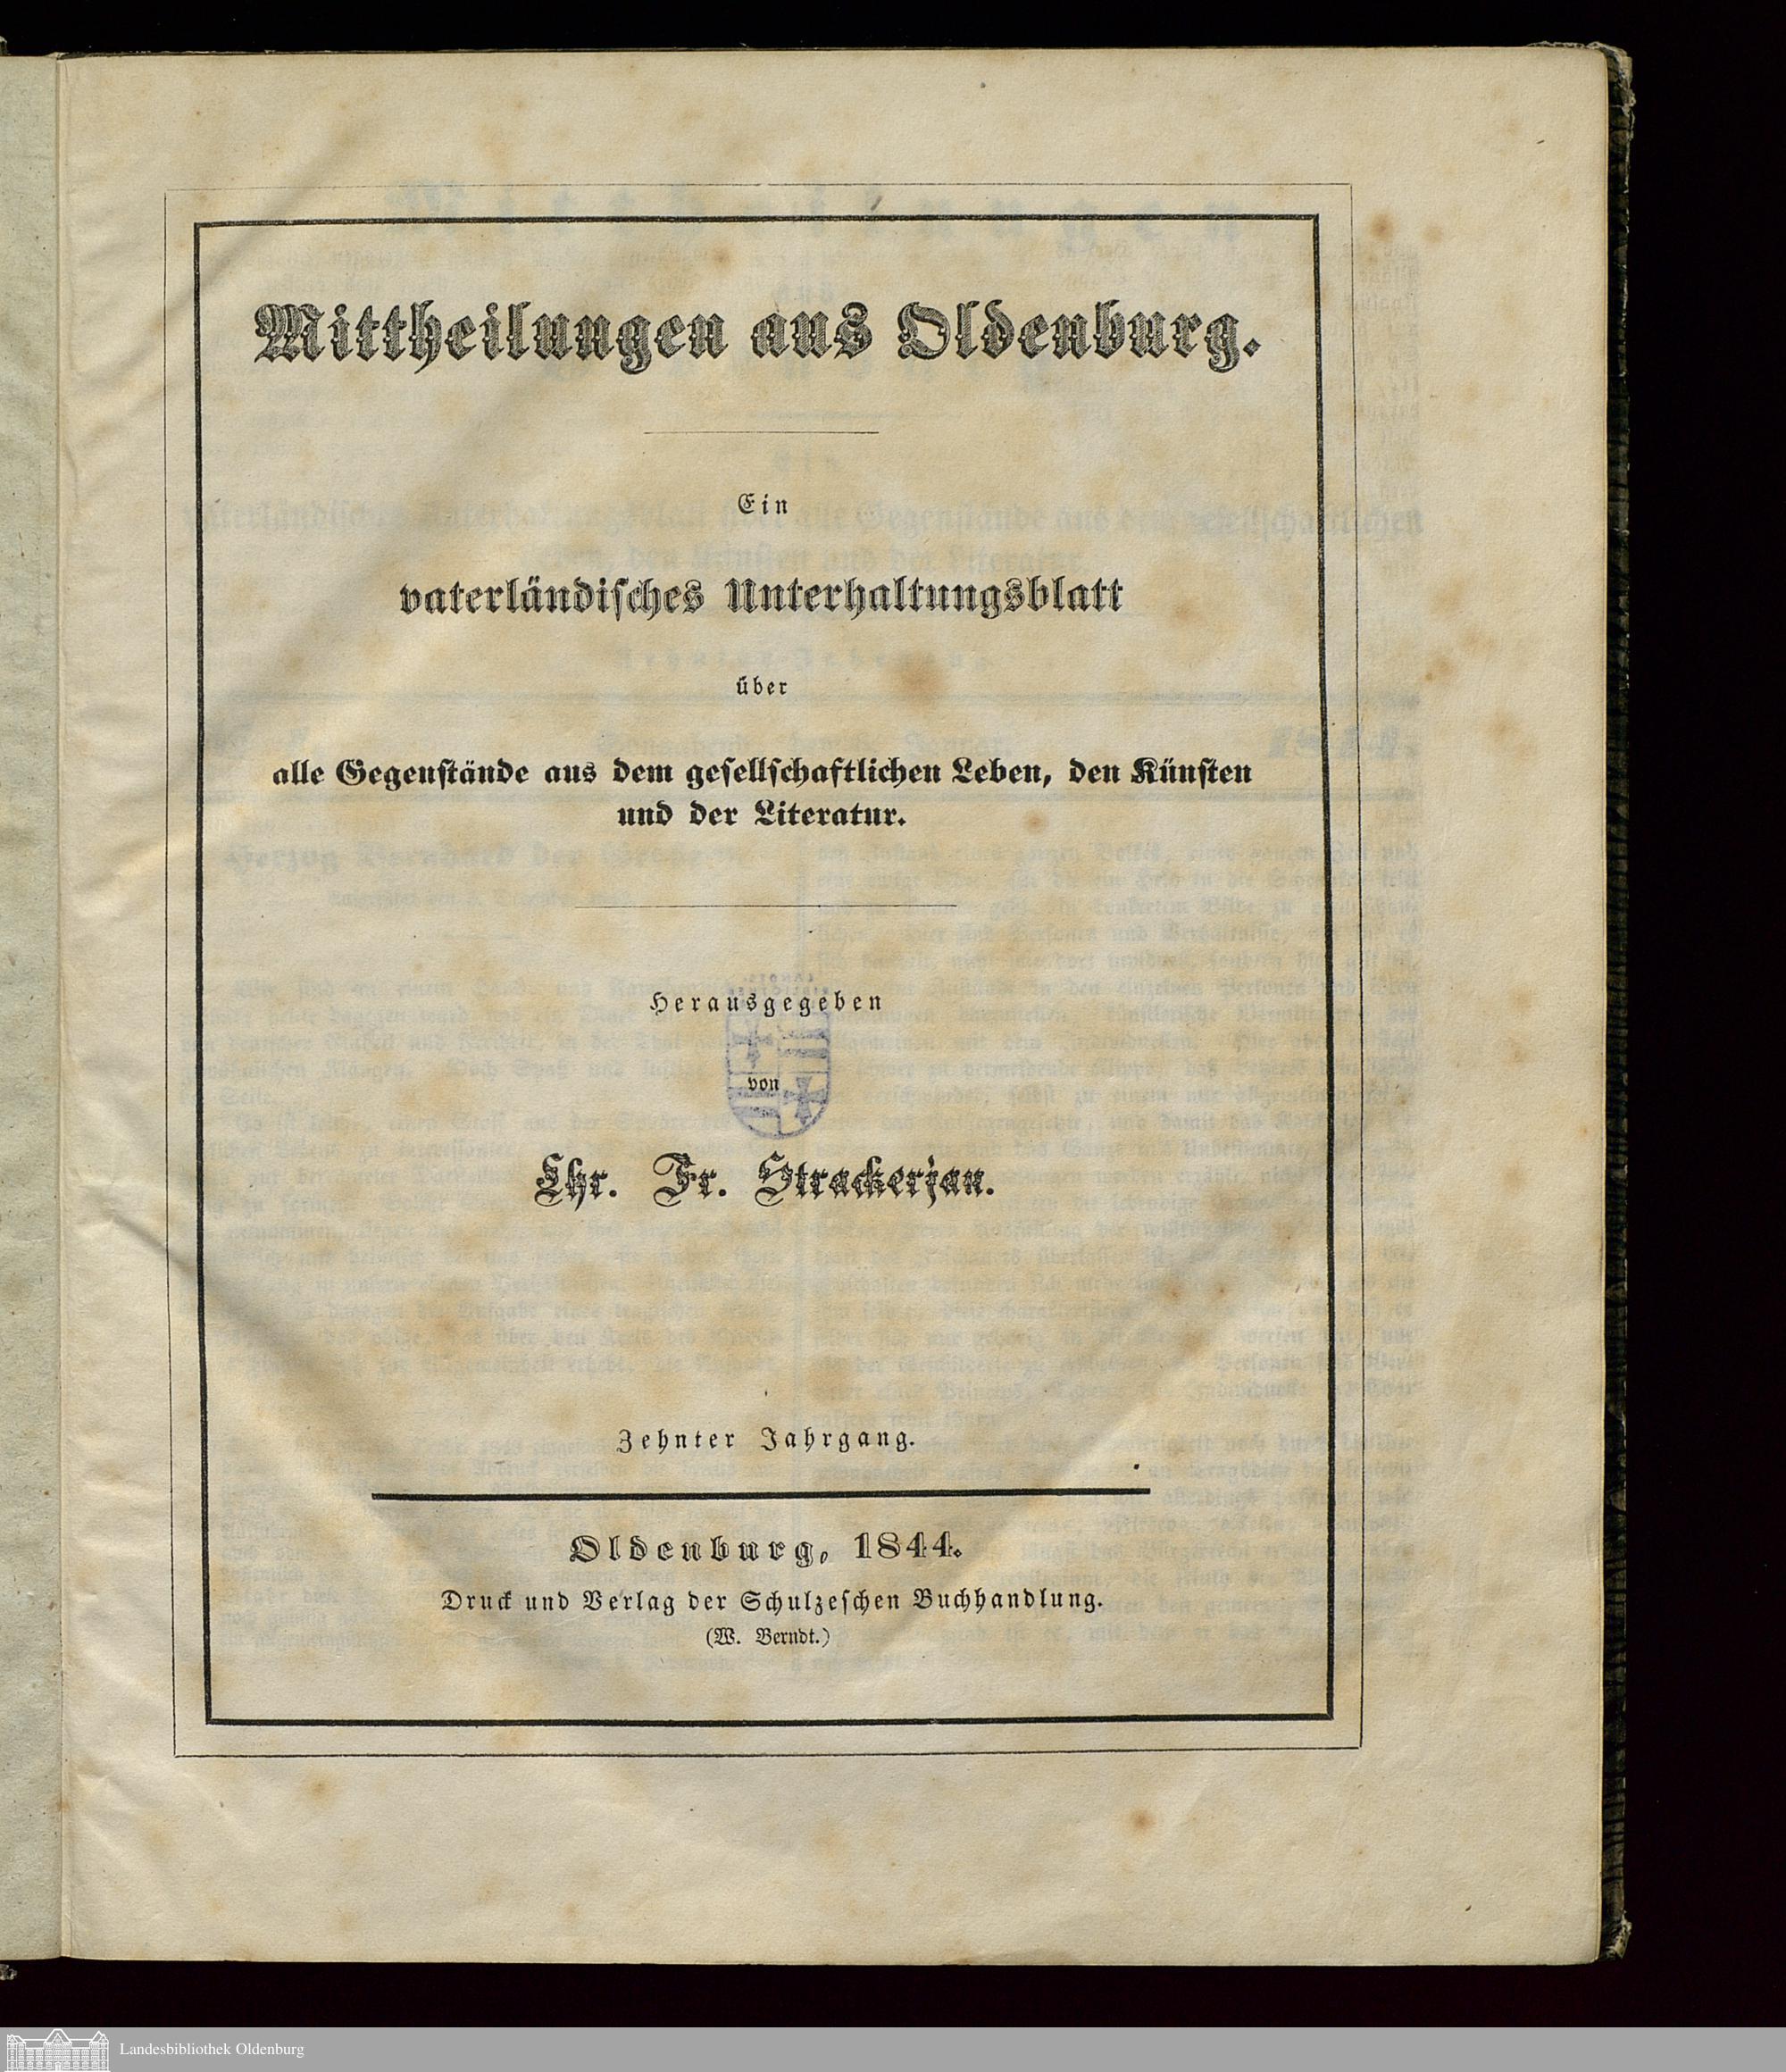 Mittheilungen aus Oldenburg.
Ein
vaterländisches Unterhaltungsblatt
über
alle Gegenstände aus dem gesellschaftlichen Leben, den Künsten
und der Literatur.
Herausgegeben
von
Chr. Fr. Strackerjan.
Zehnter Jahrgang.
Oldenburg, 1844.
Druck und Verlag der Schulzeschen Buchhandlung.
(W. Berndt.)
Landesbibliothek Oldenburg